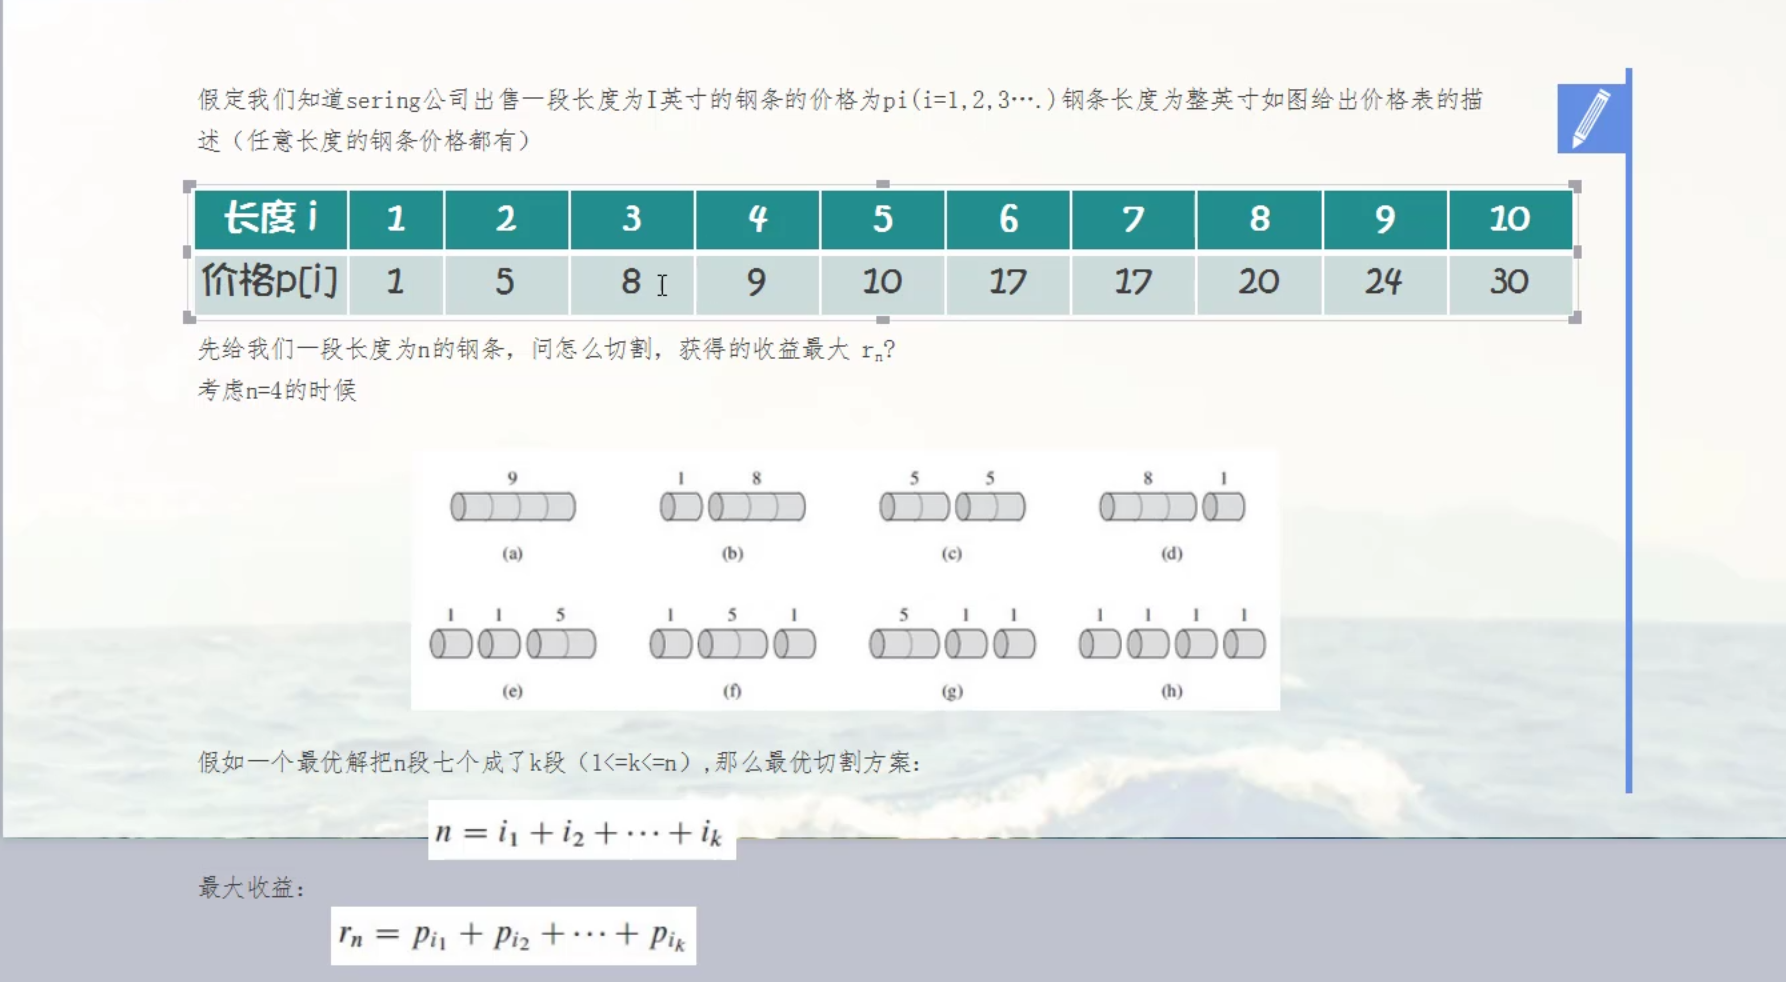 假定我们知道sering公司出售一段长度为I英寸的钢条的价格为pi(i=1,2,3….)钢条长度为整英寸如图给出价格表的描
述（任意长度的钢条价格都有）
长度 i 1 2 3 4 5 6 7 8 9 10
价格p[i] 1 5 8 9 10 17 17 20 24 30
先给我们一段长度为n的钢条，问怎么切割，获得的收益最大 rₙ?
考虑n=4的时候
9 1 8 5 5 8 1
(a) (b) (c) (d)
1 1 5 1 5 1 5 1 1 1 1 1 1
(e) (f) (g) (h)
假如一个最优解把n段七个成了k段（1<=k<=n）,那么最优切割方案：
n = i₁ + i₂ + ⋯ + iₖ
最大收益：
rₙ = p_{i₁} + p_{i₂} + ⋯ + p_{iₖ}